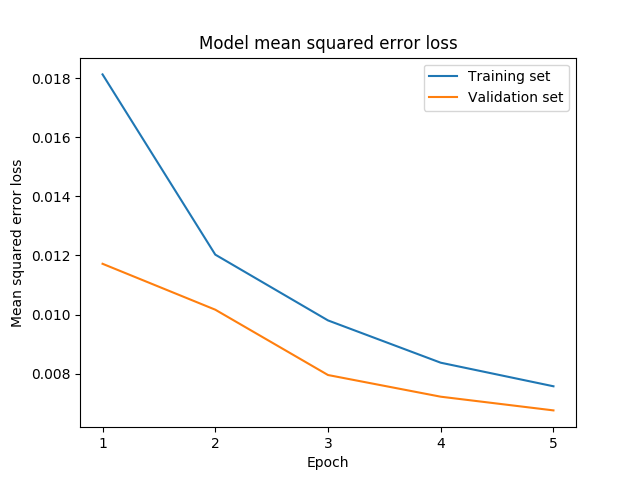 Model mean squared error loss
Training set
Validation set
Mean squared error loss
0.018
0.016
0.014
0.012
0.010
0.008
1 2 3 4 5
Epoch